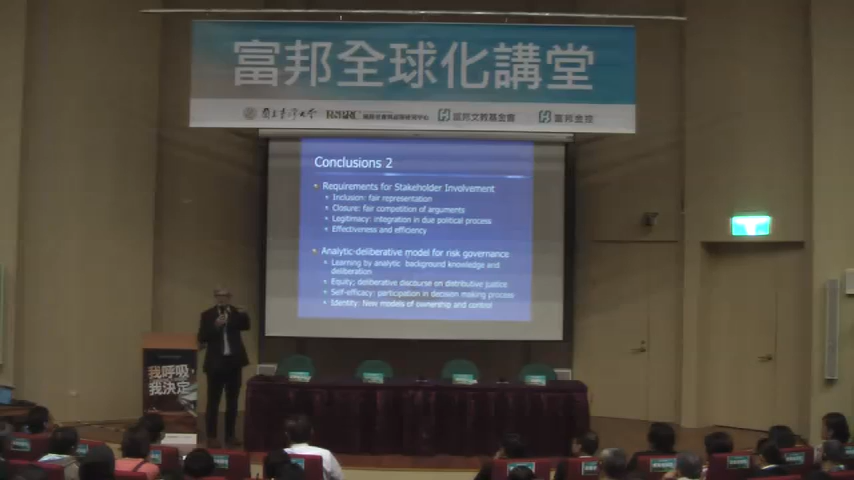 富邦全球化講堂
國立臺灣大學
富邦文教基金會
富邦金控
Conclusions 2
Requirements for Stakeholder Involvement
Inclusion: fair representation
Closure: fair competition of arguments
Legitimacy: integration in due political process
Effectiveness and efficiency
Analytic-deliberative model for risk governance
Learning by analytic background knowledge and
deliberation
Equity; deliberative discourse on distributive justice
Self-efficacy: participation in decision making process
Identity: New models of ownership and control
我呼吸
我決定